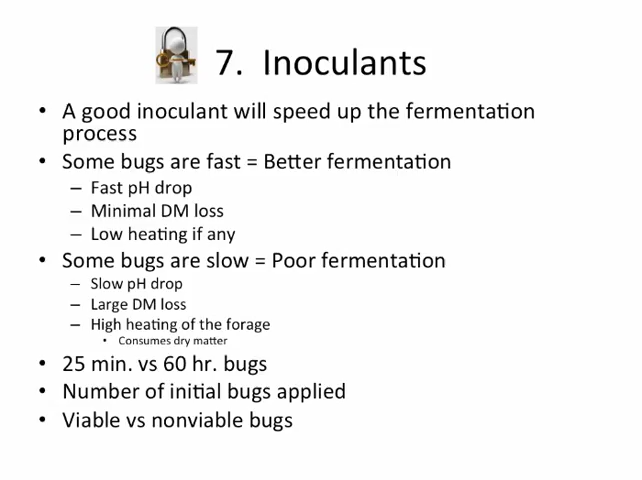 7. Inoculants
• A good inoculant will speed up the fermentation
process
• Some bugs are fast = Better fermentation
– Fast pH drop
– Minimal DM loss
– Low heating if any
• Some bugs are slow = Poor fermentation
– Slow pH drop
– Large DM loss
– High heating of the forage
• Consumes dry matter
• 25 min. vs 60 hr. bugs
• Number of initial bugs applied
• Viable vs nonviable bugs